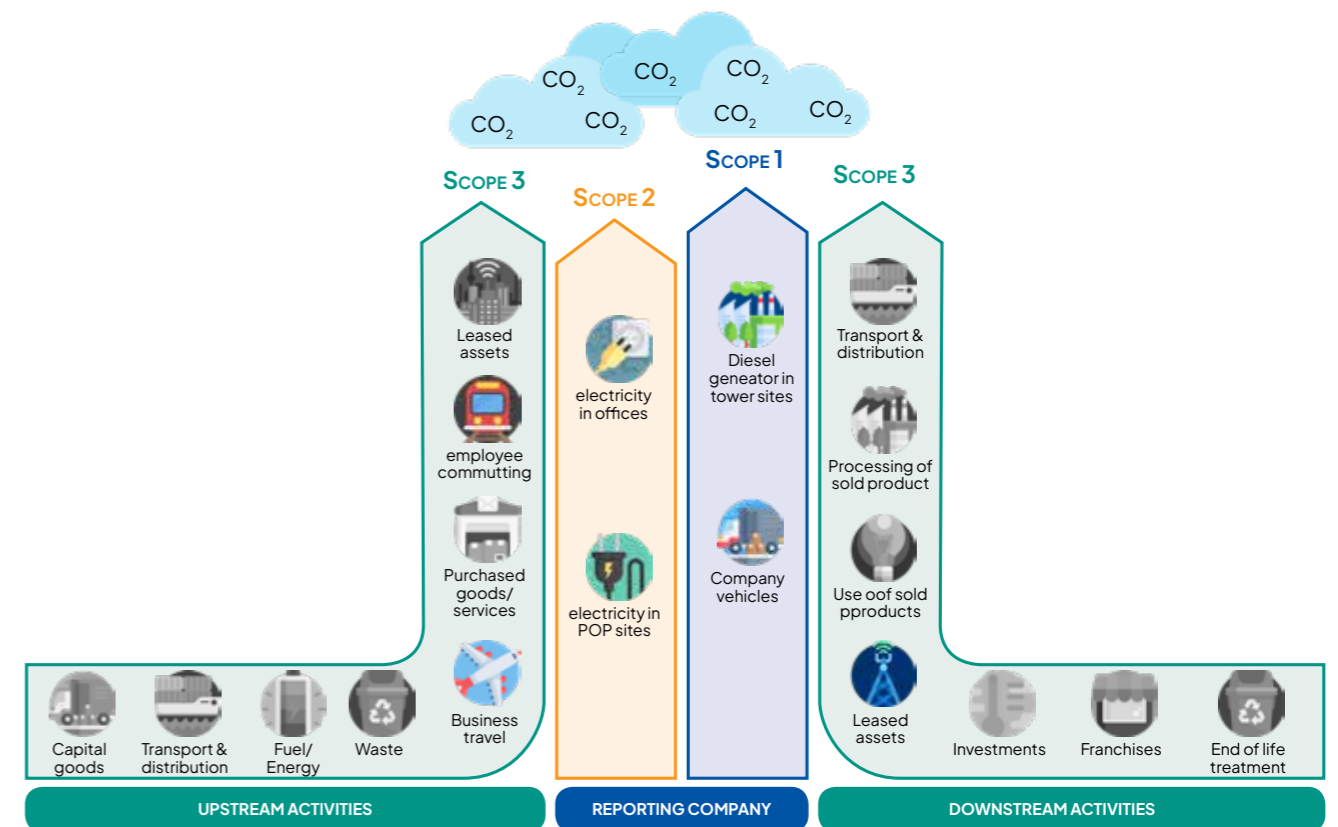 CO2
CO2
CO2
CO2
CO2
CO2
CO2
SCOPE 3
SCOPE 2
SCOPE 1
SCOPE 3
Leased
assets
employee
commutting
Purchased
goods/
services
Business
travel
Capital
goods
Transport &
distribution
Fuel/
Energy
Waste
electricity
in offices
electricity in
POP sites
Diesel
geneator in
tower sites
Company
vehicles
Transport &
distribution
Processing of
sold product
Use oof sold
pproducts
Leased
assets
Investments
Franchises
End of life
treatment
UPSTREAM ACTIVITIES
REPORTING COMPANY
DOWNSTREAM ACTIVITIES